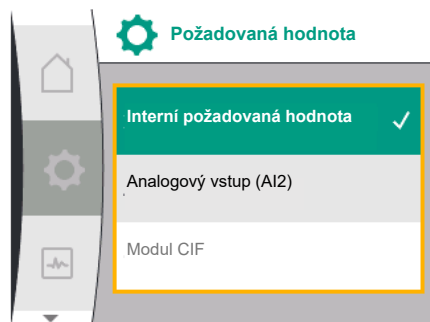 Požadovaná hodnota
Interní požadovaná hodnota
Analogový vstup (AI2)
Modul CIF